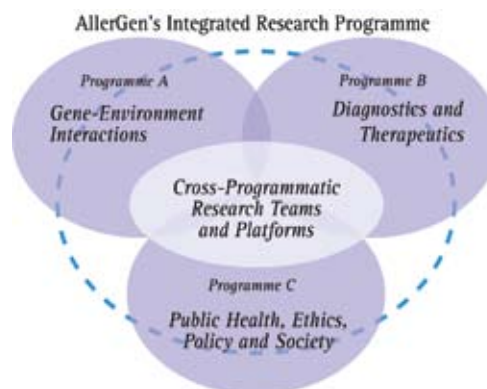 AllerGen's Integrated Research Programme
Programme A
Gene-Environment
Interactions
Programme B
Diagnostics and
Therapeutics
Cross-Programmatic
Research Teams
and Platforms
Programme C
Public Health, Ethics,
Policy and Society